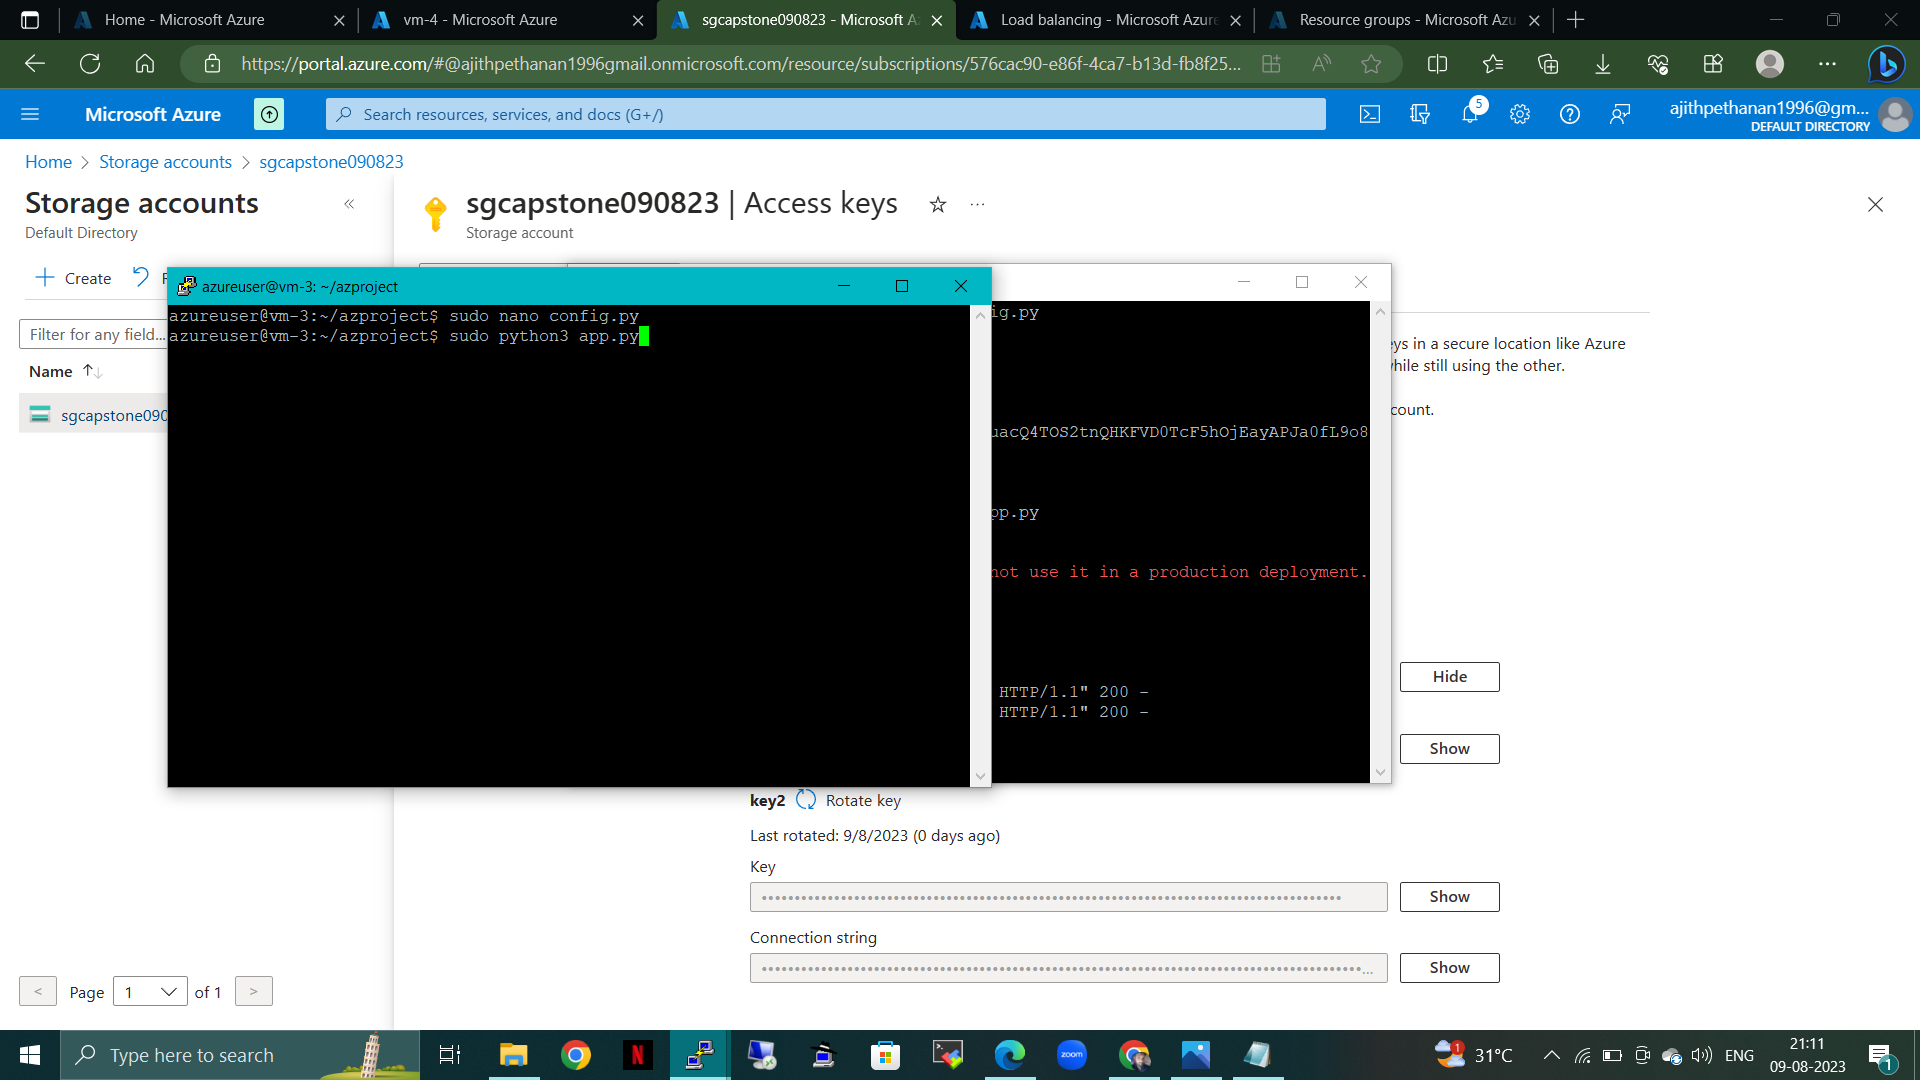 Home - Microsoft Azure
vm-4 - Microsoft Azure
sgcapstone090823 - Microsoft A
Load balancing - Microsoft Azure
Resource groups - Microsoft Azu
https://portal.azure.com/#@ajithpethanan1996gmail.onmicrosoft.com/resource/subscriptions/576cac90-e86f-4ca7-b13d-fb8f25...
Microsoft Azure
Search resources, services, and docs (G+/)
5
ajithpethanan1996@gm...
DEFAULT DIRECTORY
Home > Storage accounts > sgcapstone090823
Storage accounts
Default Directory
Create
sgcapstone090823 | Access keys
Storage account
Filter for any field...
Name
sgcapstone090
azureuser@vm-3: ~/azproject
azureuser@vm-3:~/azproject$ sudo nano config.py
azureuser@vm-3:~/azproject$ sudo python3 app.py
ig.py
uacQ4TOS2tnQHKFVD0TcF5hOjEayAPJa0fL9o8
pp.py
not use it in a production deployment.
HTTP/1.1" 200 -
HTTP/1.1" 200 -
ys in a secure location like Azure
hile still using the other.
count.
Hide
Show
key2
Rotate key
Last rotated: 9/8/2023 (0 days ago)
Key
Show
Connection string
Show
< Page 1 of 1 >
Type here to search
zoom
1
31°C
ENG
21:11
09-08-2023
1